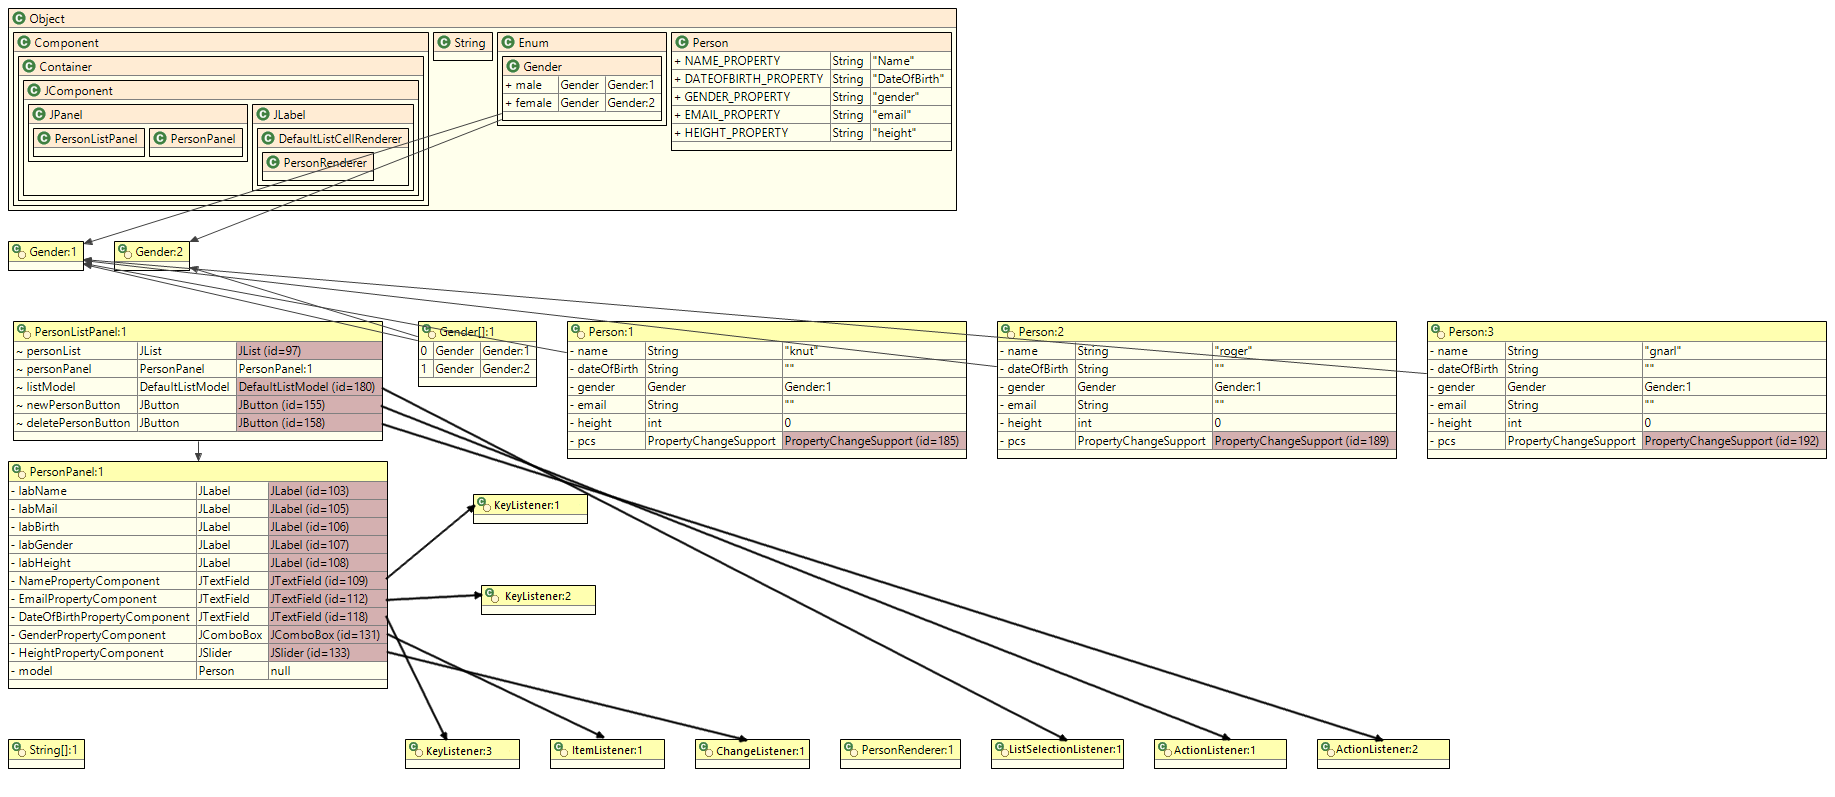 Object
Component
String
Enum
Person
Container
Gender
+ NAME_PROPERTY String "Name"
+ male Gender Gender:1
+ DATEOFBIRTH_PROPERTY String "DateOfBirth"
+ female Gender Gender:2
+ GENDER_PROPERTY String "gender"
+ EMAIL_PROPERTY String "email"
+ HEIGHT_PROPERTY String "height"
JComponent
JPanel
JLabel
PersonListPanel
PersonPanel
DefaultListCellRenderer
PersonRenderer
Gender:1
Gender:2
PersonListPanel:1
~ personList JList JList (id=97)
~ personPanel PersonPanel PersonPanel:1
~ listModel DefaultListModel DefaultListModel (id=180)
~ newPersonButton JButton JButton (id=155)
~ deletePersonButton JButton JButton (id=158)
Gender[]:1
0 Gender Gender:1
1 Gender Gender:2
Person:1
- name String "knut"
- dateOfBirth String ""
- gender Gender Gender:1
- email String ""
- height int 0
- pcs PropertyChangeSupport PropertyChangeSupport (id=185)
Person:2
- name String "roger"
- dateOfBirth String ""
- gender Gender Gender:1
- email String ""
- height int 0
- pcs PropertyChangeSupport PropertyChangeSupport (id=189)
Person:3
- name String "gnarl"
- dateOfBirth String ""
- gender Gender Gender:1
- email String ""
- height int 0
- pcs PropertyChangeSupport PropertyChangeSupport (id=192)
PersonPanel:1
- labName JLabel JLabel (id=103)
- labMail JLabel JLabel (id=105)
- labBirth JLabel JLabel (id=106)
- labGender JLabel JLabel (id=107)
- labHeight JLabel JLabel (id=108)
- NamePropertyComponent JTextField JTextField (id=109)
- EmailPropertyComponent JTextField JTextField (id=112)
- DateOfBirthPropertyComponent JTextField JTextField (id=118)
- GenderPropertyComponent JComboBox JComboBox (id=131)
- HeightPropertyComponent JSlider JSlider (id=133)
- model Person null
KeyListener:1
KeyListener:2
String[]:1
KeyListener:3
ItemListener:1
ChangeListener:1
PersonRenderer:1
ListSelectionListener:1
ActionListener:1
ActionListener:2